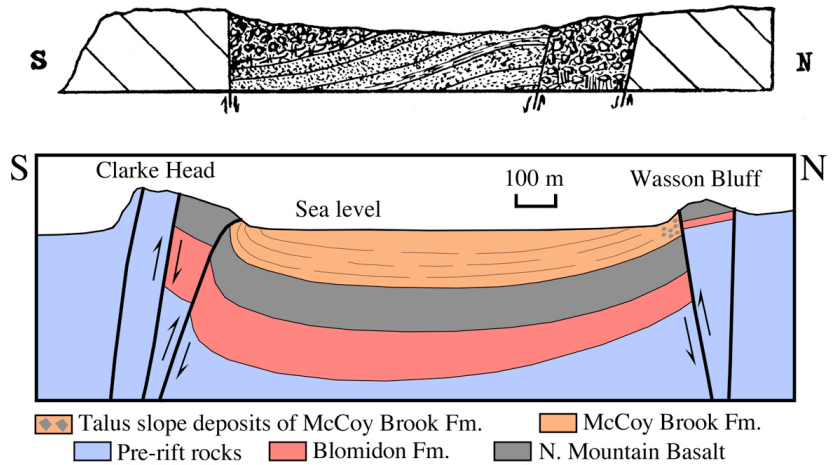 S N
S Clarke Head 100 m Wasson Bluff N
Sea level
Talus slope deposits of McCoy Brook Fm. McCoy Brook Fm.
Pre-rift rocks Blomidon Fm. N. Mountain Basalt